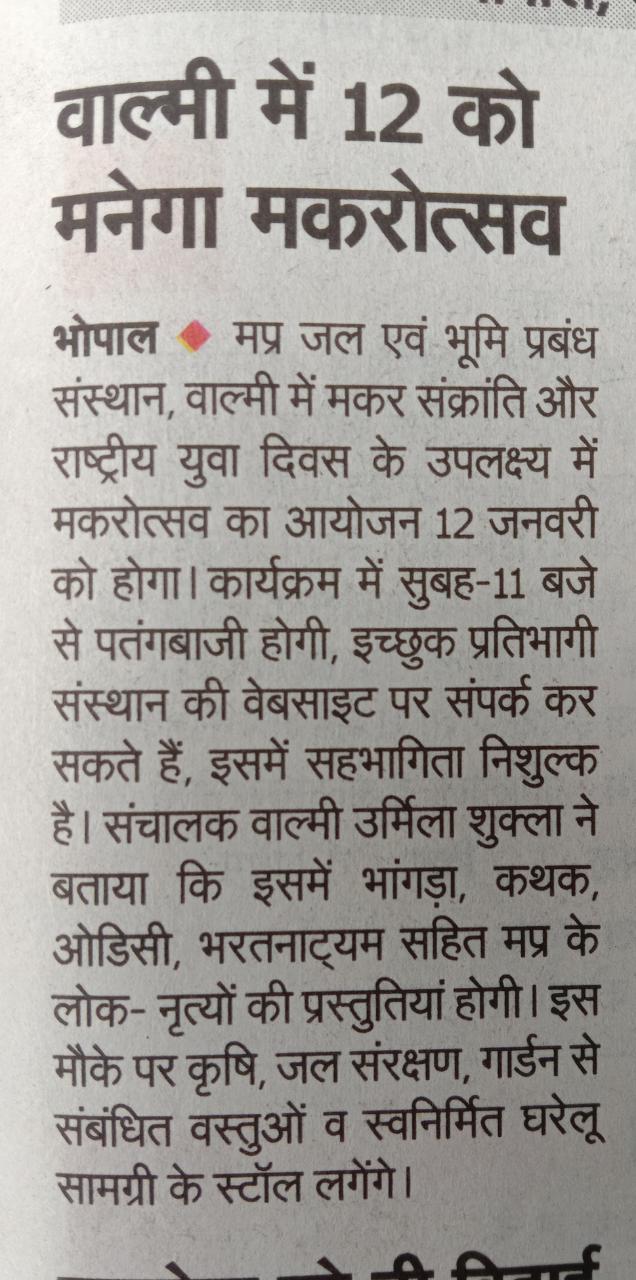 वाल्मी में 12 को
मनेगा मकरोत्सव
भोपाल ◆ मप्र जल एवं भूमि प्रबंध
संस्थान, वाल्मी में मकर संक्रांति और
राष्ट्रीय युवा दिवस के उपलक्ष्य में
मकरोत्सव का आयोजन 12 जनवरी
को होगा। कार्यक्रम में सुबह-11 बजे
से पतंगबाजी होगी, इच्छुक प्रतिभागी
संस्थान की वेबसाइट पर संपर्क कर
सकते हैं, इसमें सहभागिता निशुल्क
है। संचालक वाल्मी उर्मिला शुक्ला ने
बताया कि इसमें भांगड़ा, कथक,
ओडिसी, भरतनाट्यम सहित मप्र के
लोक- नृत्यों की प्रस्तुतियां होगी। इस
मौके पर कृषि, जल संरक्षण, गार्डन से
संबंधित वस्तुओं व स्वनिर्मित घरेलू
सामग्री के स्टॉल लगेंगे।